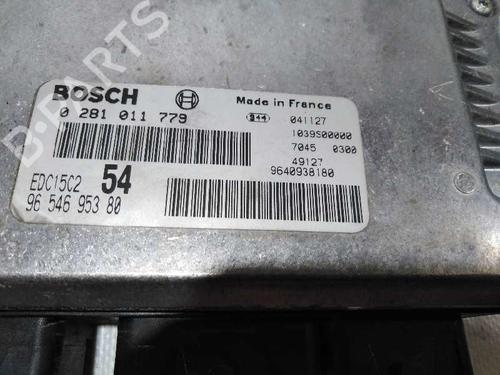 BOSCH
Made in France
0 281 011 779
041127
1039S00000
7045 0300
49127
9640938180
EDC15C2 54
96 546 953 80
B-PARTS